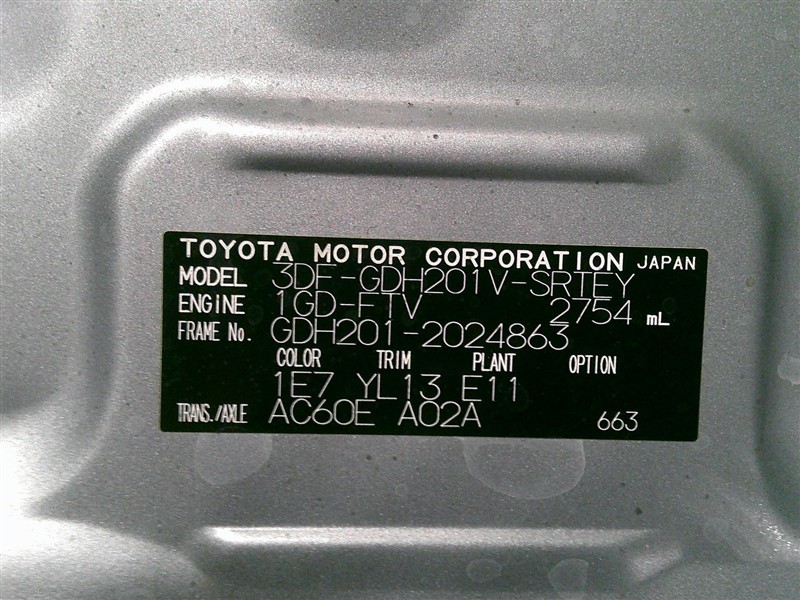 TOYOTA MOTOR CORPORATION JAPAN
MODEL 3DF-GDH201V-SRTEY
ENGINE 1GD-FTV 2754 mL
FRAME No. GDH201-2024863
COLOR TRIM PLANT OPTION
1E7 YL13 E11
TRANS./AXLE AC60E A02A 663